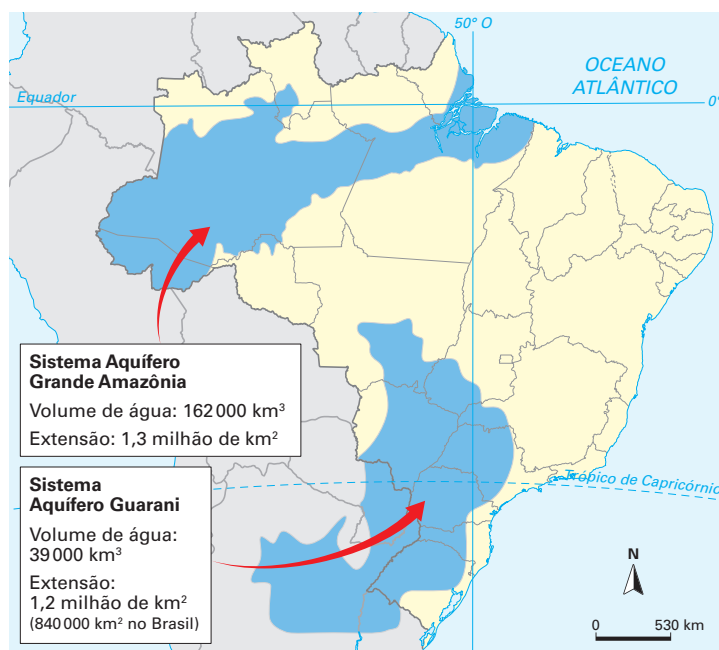 50° O
OCEANO
ATLÂNTICO
Equador
0°
Sistema Aquífero
Grande Amazônia
Volume de água: 162 000 km³
Extensão: 1,3 milhão de km²
Sistema
Aquífero Guarani
Volume de água:
39 000 km³
Extensão:
1,2 milhão de km²
(840 000 km² no Brasil)
Trópico de Capricórnio
N
0 530 km